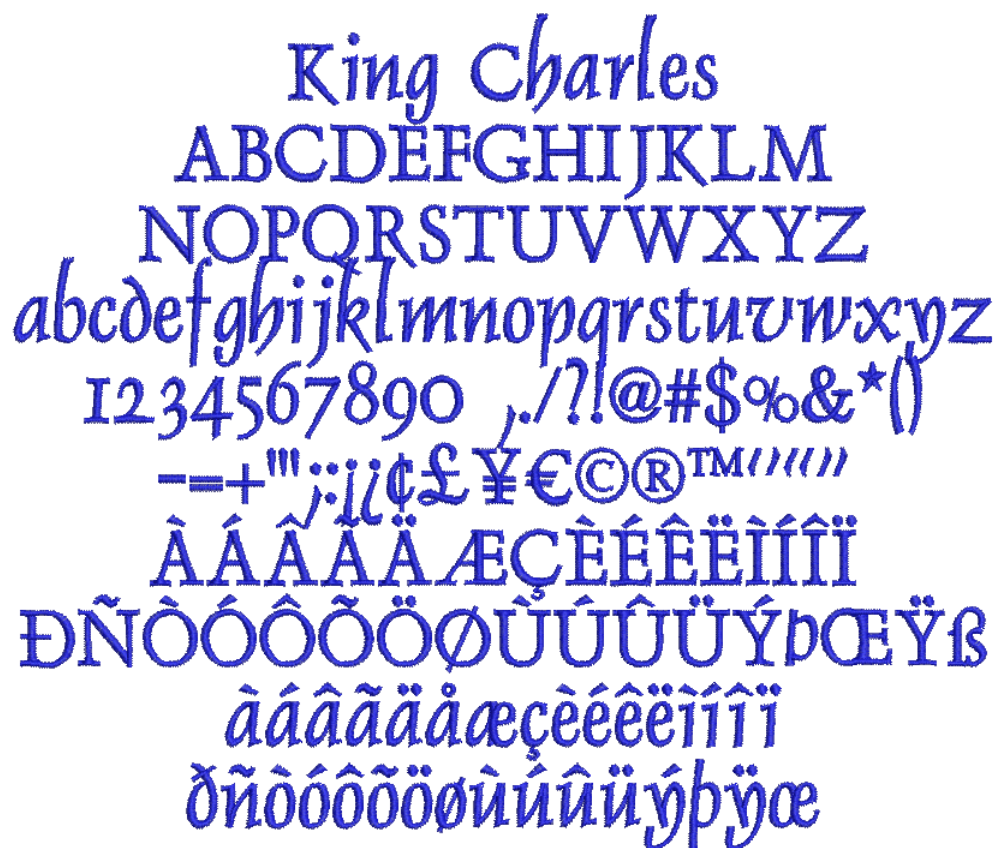 King Charles
ABCDEFGHIJKLM
NOPQRSTUVWXYZ
abcdefghijklmnopqrstuvwxyz
1234567890 ,./?!@#$%&*()
-=+"';:¡¿¢£¥€©®™‘’“”
ÀÁÂÃÄÆÇÈÉÊËÌÍÎÏ
ÐÑÒÓÔÕÖØÙÚÛÜÝÞŒŸß
àáâãäåæçèéêëìíîï
ðñòóôõöøùúûüýþÿœ